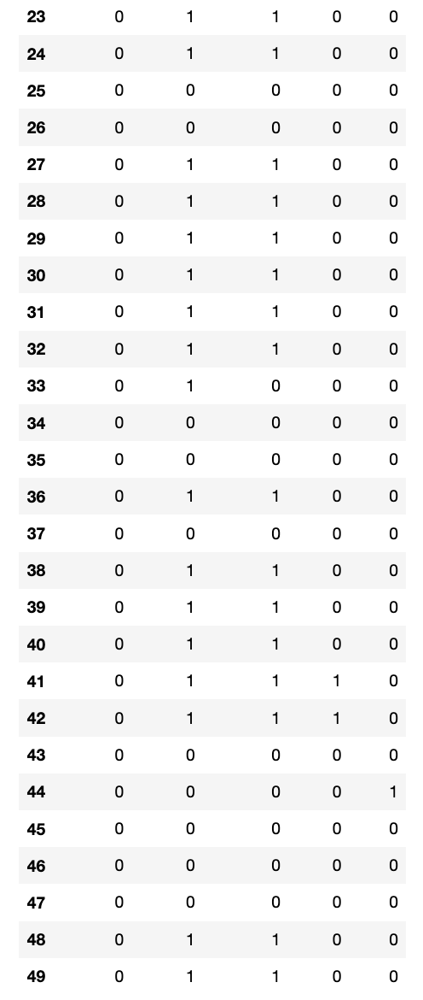 23 0 1 1 0 0
24 0 1 1 0 0
25 0 0 0 0 0
26 0 0 0 0 0
27 0 1 1 0 0
28 0 1 1 0 0
29 0 1 1 0 0
30 0 1 1 0 0
31 0 1 1 0 0
32 0 1 1 0 0
33 0 1 0 0 0
34 0 0 0 0 0
35 0 0 0 0 0
36 0 1 1 0 0
37 0 0 0 0 0
38 0 1 1 0 0
39 0 1 1 0 0
40 0 1 1 0 0
41 0 1 1 1 0
42 0 1 1 1 0
43 0 0 0 0 0
44 0 0 0 0 1
45 0 0 0 0 0
46 0 0 0 0 0
47 0 0 0 0 0
48 0 1 1 0 0
49 0 1 1 0 0